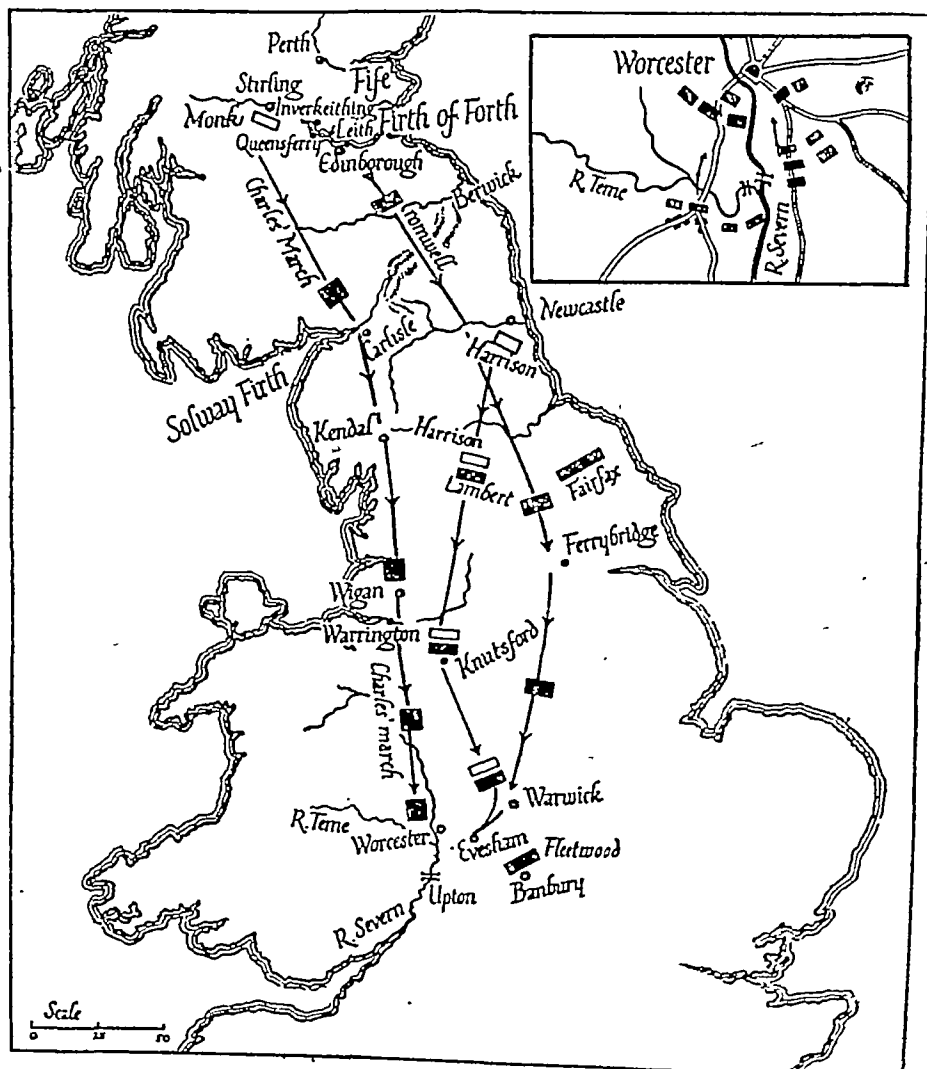 Perth
Fife
Stirling
Inverkeithing
Monk
Leith
Firth of Forth
Queensferry
Edinborough
Berwick
Charles' March
Cromwell
Newcastle
Carlisle
Harrison
Solway Firth
Kendal
Harrison
Lambert
Fairfax
Ferrybridge
Wigan
Warrington
Knutsford
Charles' march
Warwick
R. Teme
Worcester
Evesham
Fleetwood
Banbury
Upton
R. Severn
Scale
0 25 50
Worcester
R. Teme
R. Severn